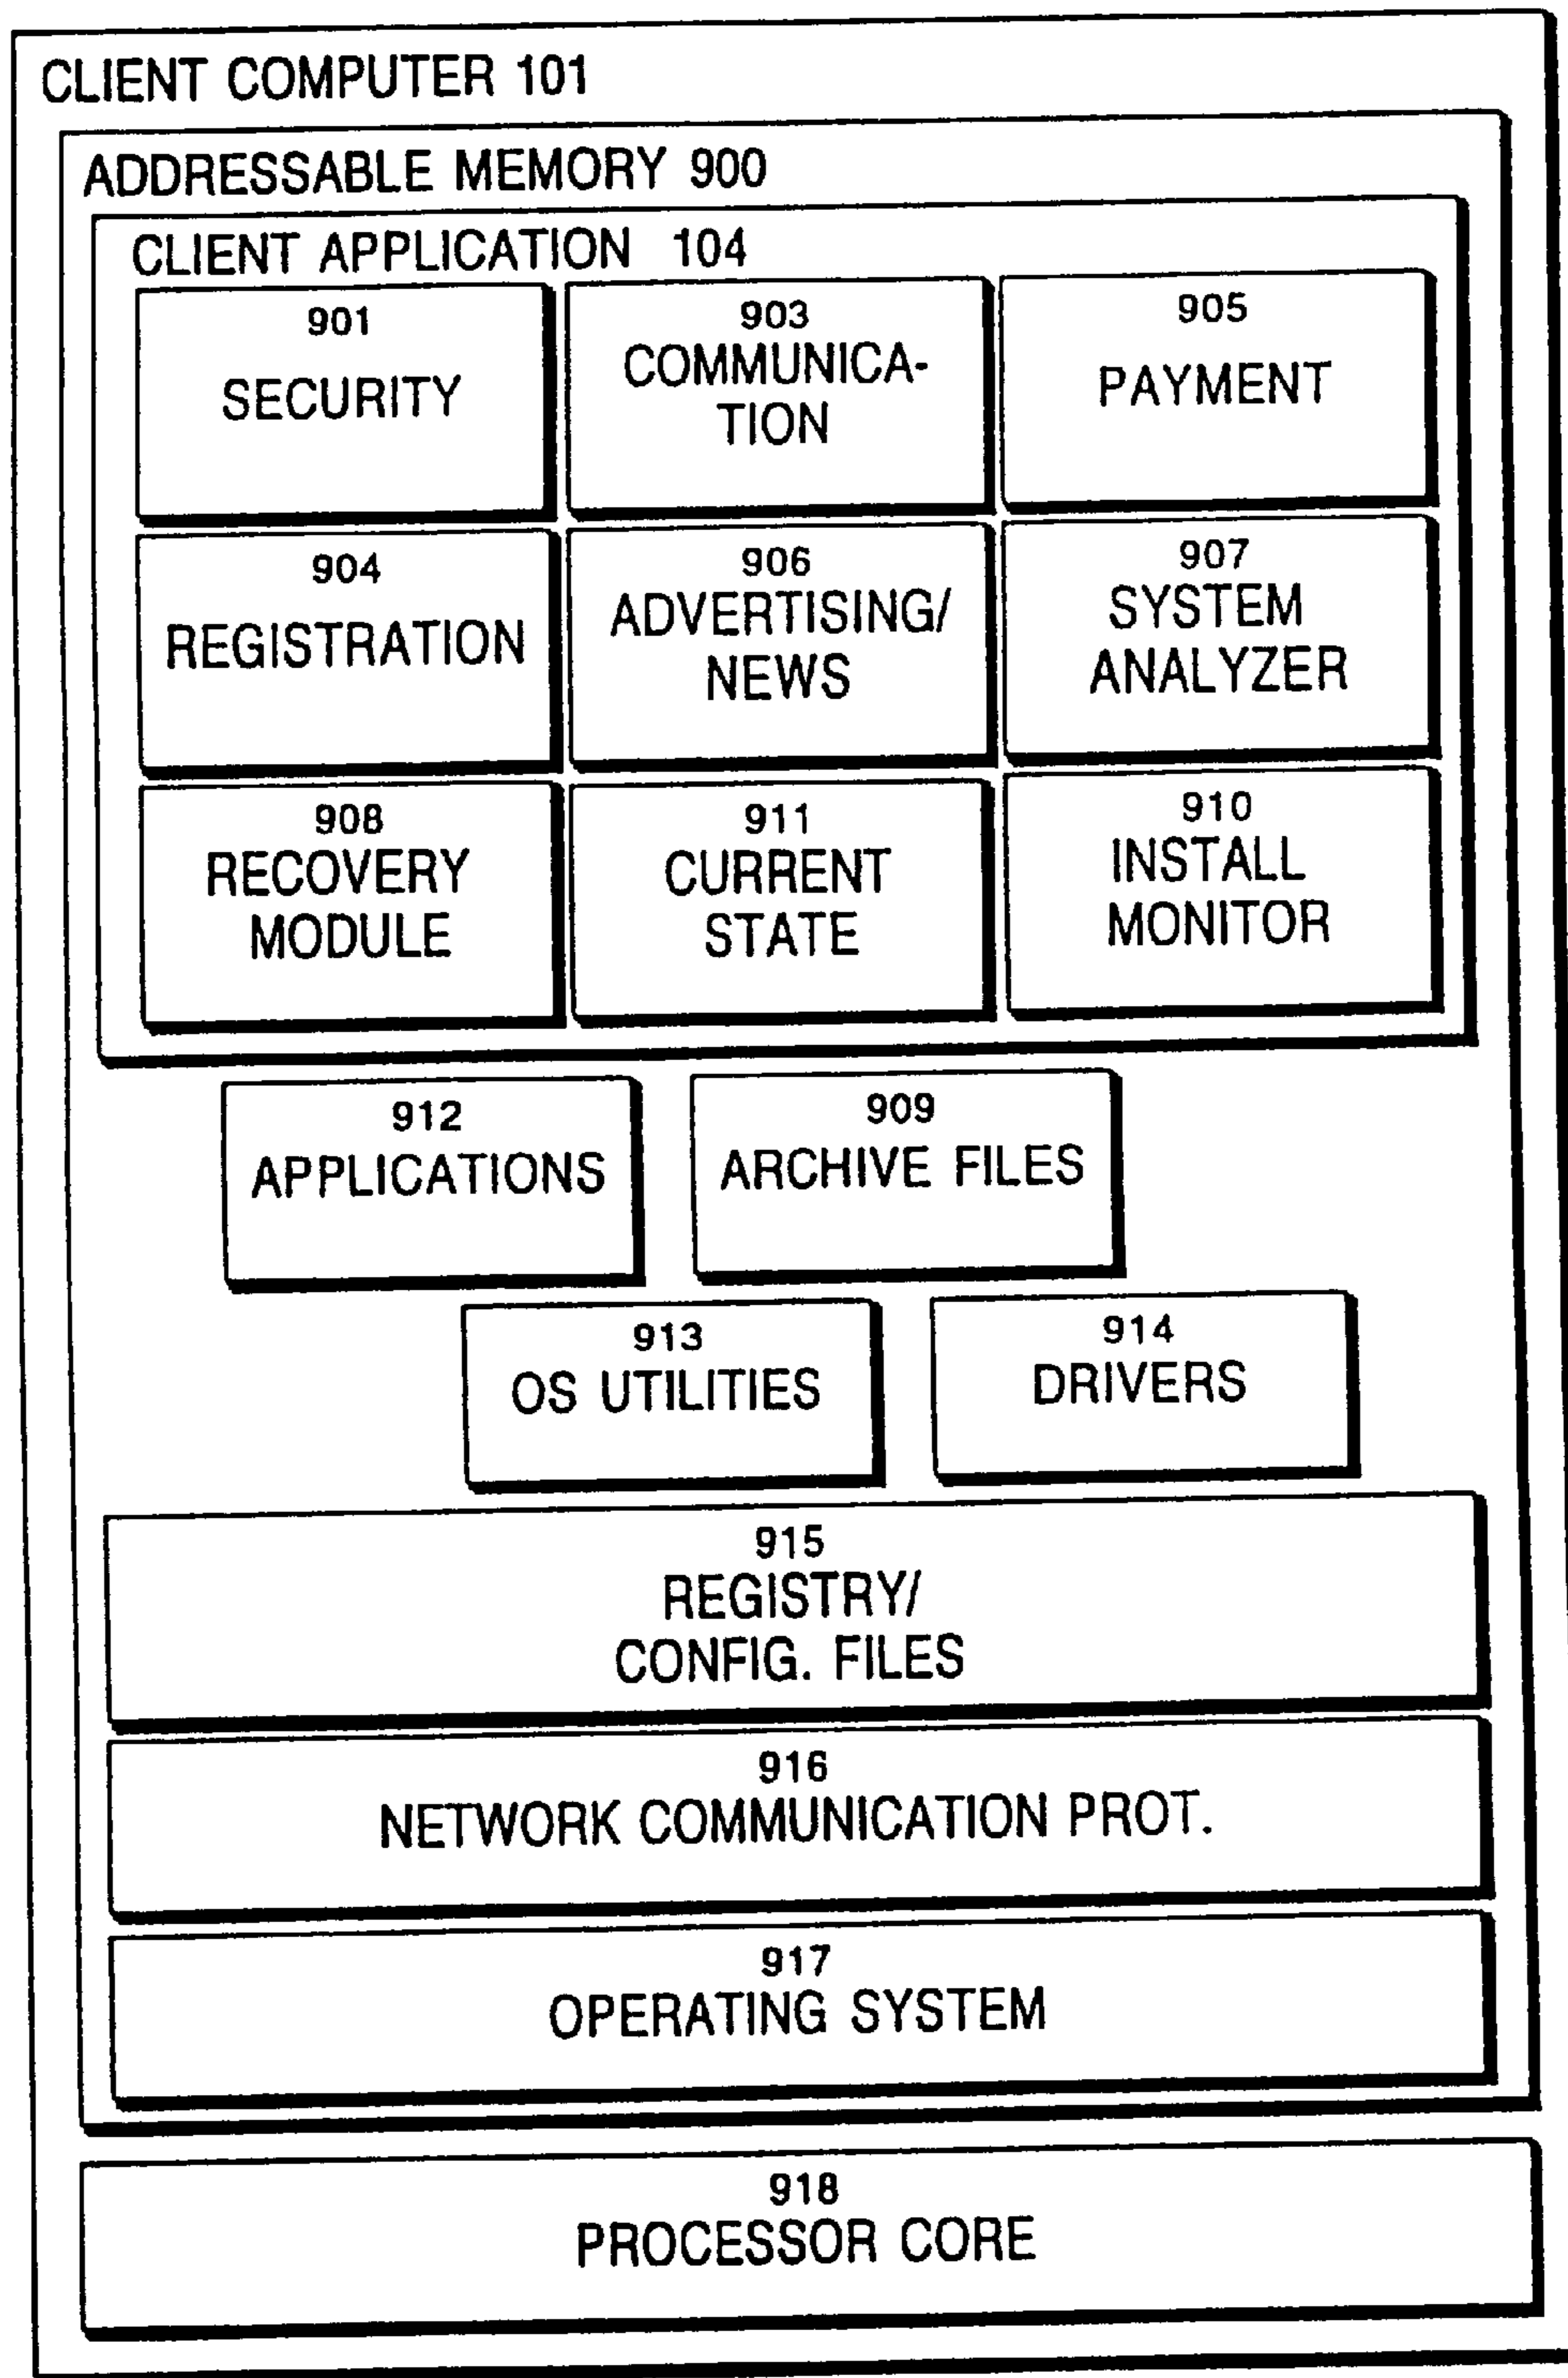 CLIENT COMPUTER 101
ADDRESSABLE MEMORY 900
CLIENT APPLICATION 104
901
SECURITY
903
COMMUNICA-
TION
905
PAYMENT
904
REGISTRATION
906
ADVERTISING/
NEWS
907
SYSTEM
ANALYZER
908
RECOVERY
MODULE
911
CURRENT
STATE
910
INSTALL
MONITOR
912
APPLICATIONS
909
ARCHIVE FILES
913
OS UTILITIES
914
DRIVERS
915
REGISTRY/
CONFIG. FILES
916
NETWORK COMMUNICATION PROT.
917
OPERATING SYSTEM
918
PROCESSOR CORE